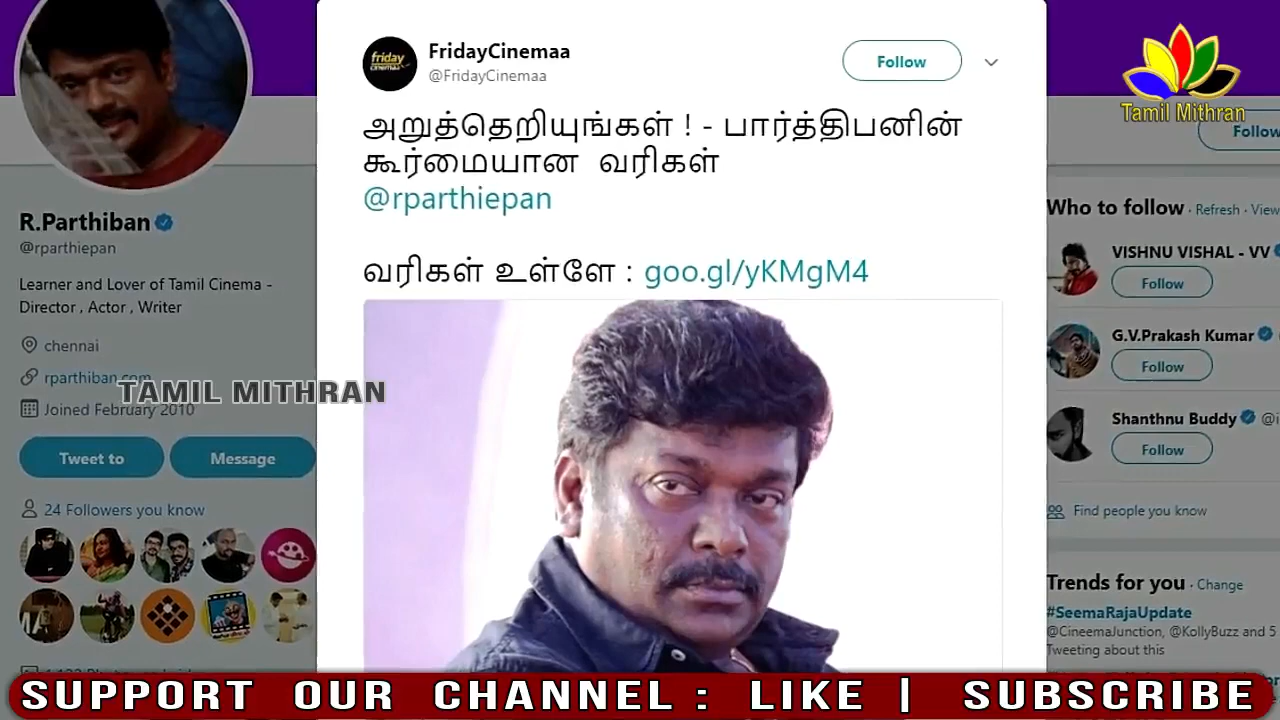 R.Parthiban
@rparthiepan
Learner and Lover of Tamil Cinema -
Director , Actor , Writer
chennai
rparthiban.com
Joined February 2010
Tweet to
Message
24 Followers you know
friday
FridayCinemaa
@FridayCinemaa
Follow
அறுத்தெறியுங்கள் ! - பார்த்திபனின்
கூர்மையான வரிகள்
@rparthiepan
வரிகள் உள்ளே : goo.gl/yKMgM4
TAMIL MITHRAN
Tamil Mithran
Follow
Who to follow · Refresh · View
VISHNU VISHAL - VV
Follow
G.V.Prakash Kumar
Follow
Shanthnu Buddy @i
Follow
Find people you know
Trends for you · Change
#SeemaRajaUpdate
@CineemaJunction, @KollyBuzz and 5
Tweeting about this
SUPPORT OUR CHANNEL : LIKE | SUBSCRIBE